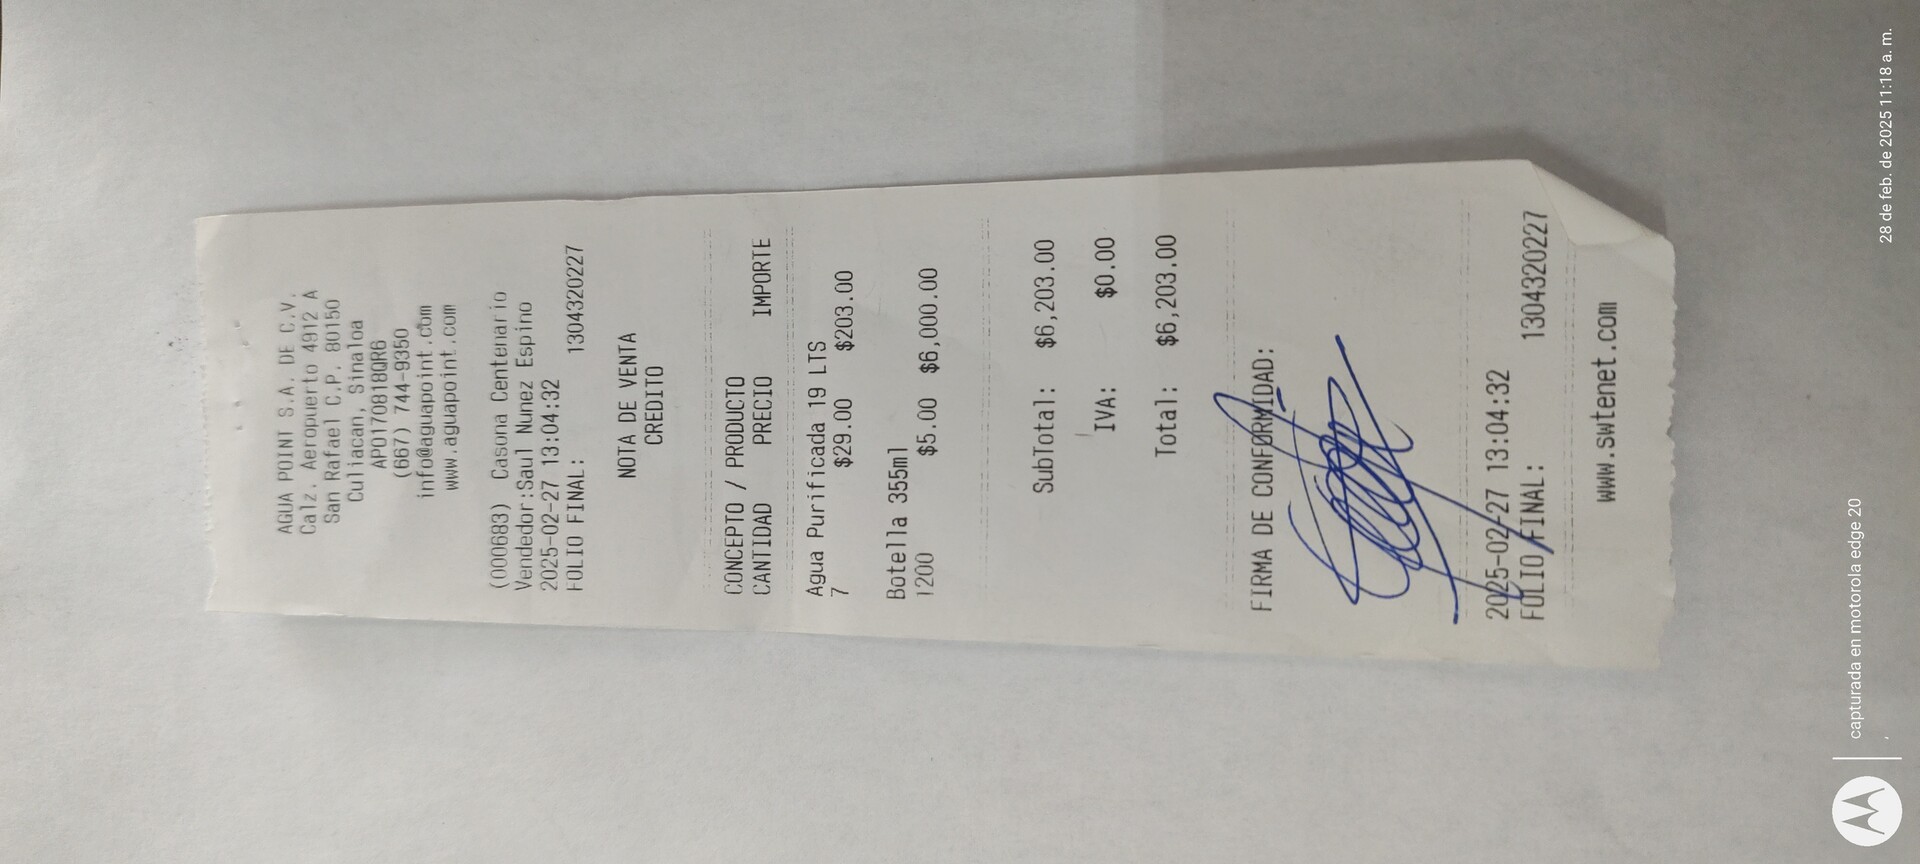 AGUA POINT S.A. DE C.V.
Calz. Aeropuerto 4912 A
San Rafael C.P. 80150
Culiacan, Sinaloa
APO170818QR6
(667) 744-9350
info@aguapoint.com
www.aguapoint.com
(000683) Casona Centenario
Vendedor:Saul Nunez Espino
2025-02-27 13:04:32
FOLIO FINAL: 1304320227
NOTA DE VENTA
CREDITO
CONCEPTO / PRODUCTO
CANTIDAD PRECIO IMPORTE
Agua Purificada 19 LTS
7 $29.00 $203.00
Botella 355ml
1200 $5.00 $6,000.00
SubTotal: $6,203.00
IVA: $0.00
Total: $6,203.00
FIRMA DE CONFORMIDAD:
2025-02-27 13:04:32
FOLIO FINAL: 1304320227
www.swtenet.com
capturada en motorola edge 20
28 de feb. de 2025 11:18 a. m.